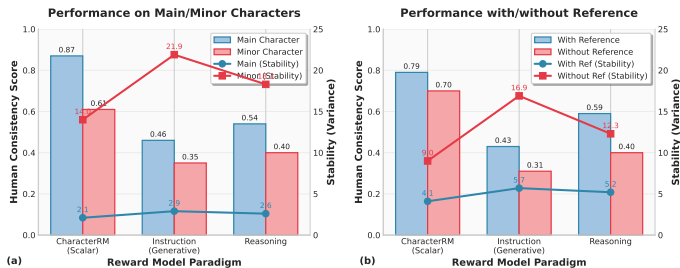 Performance on Main/Minor Characters
Human Consistency Score
1.0
0.8
0.6
0.4
0.2
0.0
0.87
0.61
0.46
0.35
0.54
0.40
21.9
2.1
2.9
2.6
Main Character
Minor Character
Main (Stability)
Minor (Stability)
25
20
15
10
5
0
Stability (Variance)
CharacterRM
(Scalar)
Instruction
(Generative)
Reasoning
Reward Model Paradigm
(a)
Performance with/without Reference
Human Consistency Score
1.0
0.8
0.6
0.4
0.2
0.0
0.79
0.70
0.43
0.31
0.59
0.40
9.0
16.9
12.3
4.1
5.7
5.2
With Reference
Without Reference
With Ref (Stability)
Without Ref (Stability)
25
20
15
10
5
0
Stability (Variance)
CharacterRM
(Scalar)
Instruction
(Generative)
Reasoning
Reward Model Paradigm
(b)